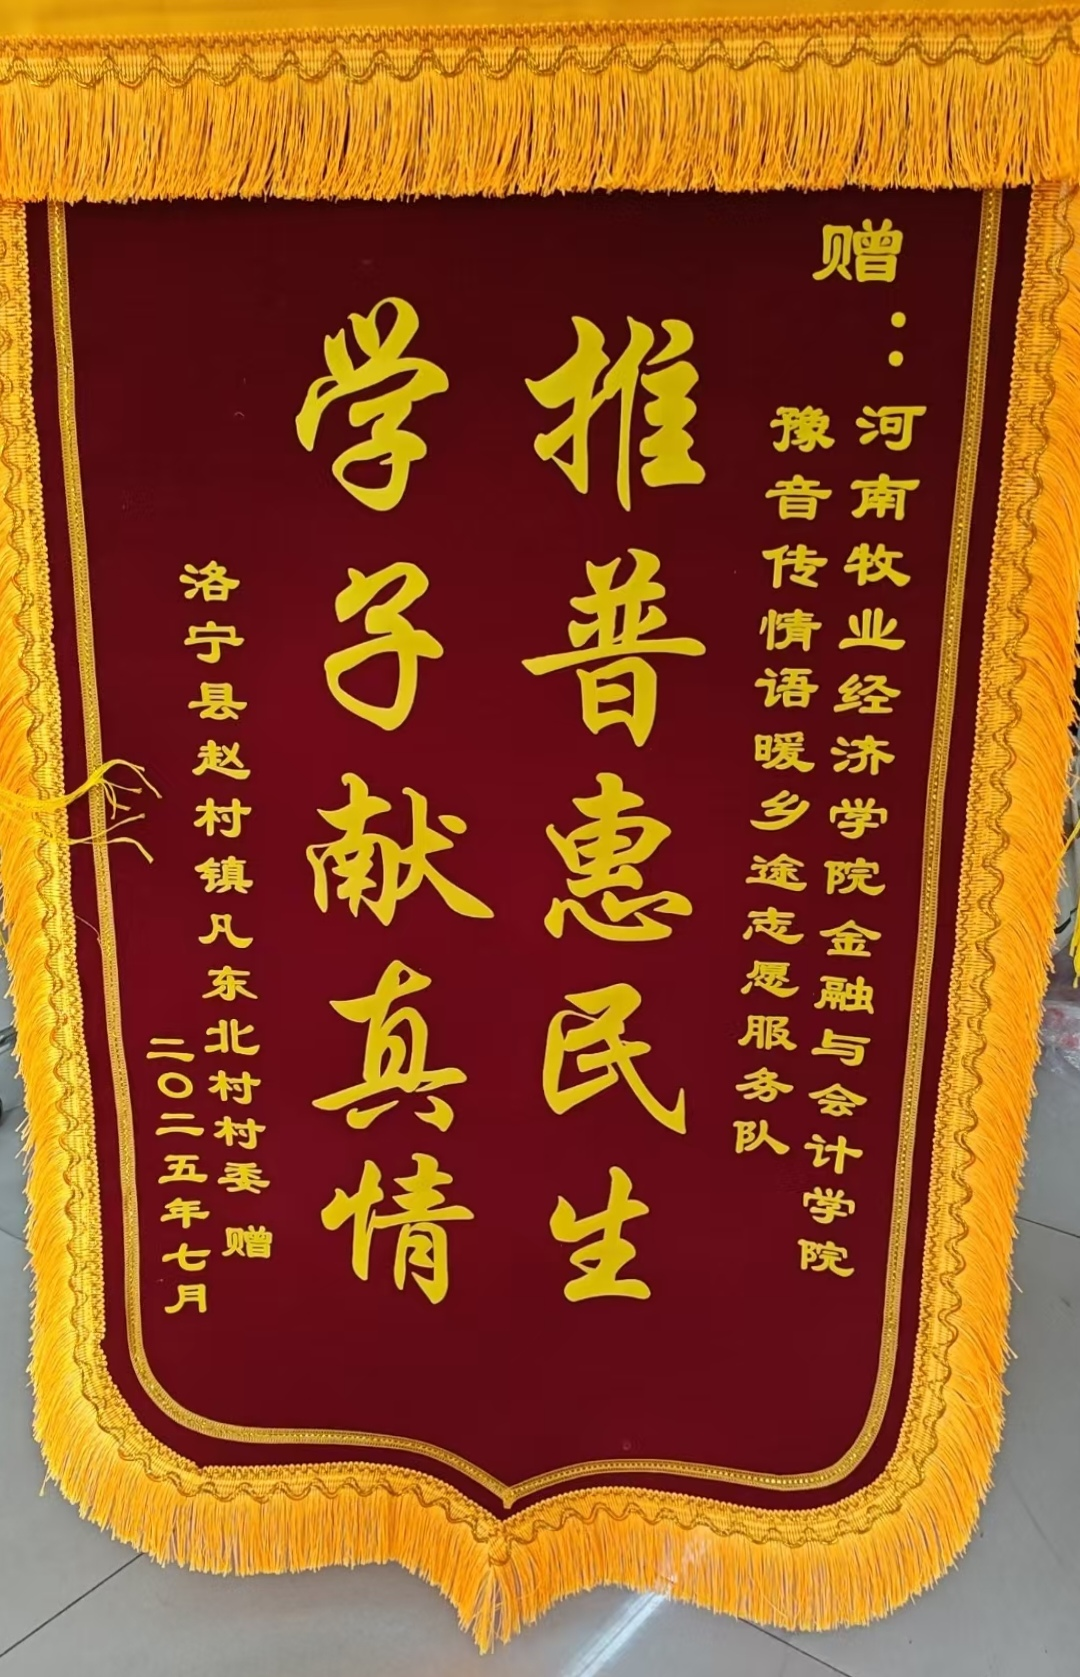 赠：
河南牧业经济学院金融与会计学院
豫音传情语暖乡途志愿服务队
推普惠民生
学子献真情
洛宁县赵村镇凡东北村村委 赠
二〇二五年七月